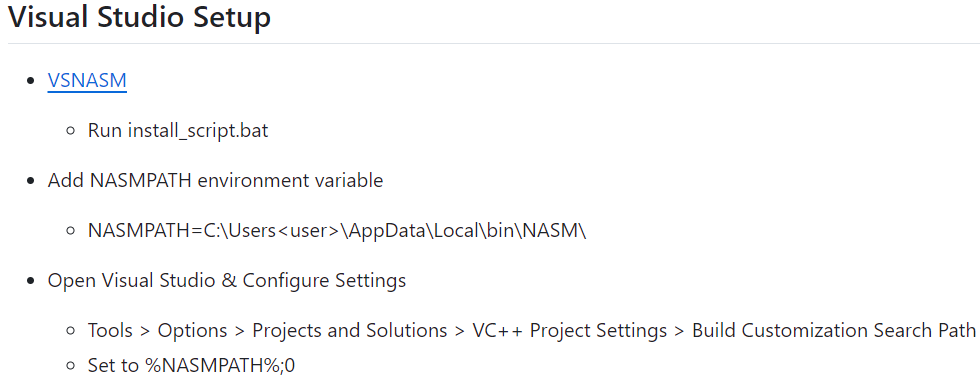 Visual Studio Setup
VSNASM
Run install_script.bat
Add NASMPATH environment variable
NASMPATH=C:\Users<user>\AppData\Local\bin\NASM\
Open Visual Studio & Configure Settings
Tools > Options > Projects and Solutions > VC++ Project Settings > Build Customization Search Path
Set to %NASMPATH%;0